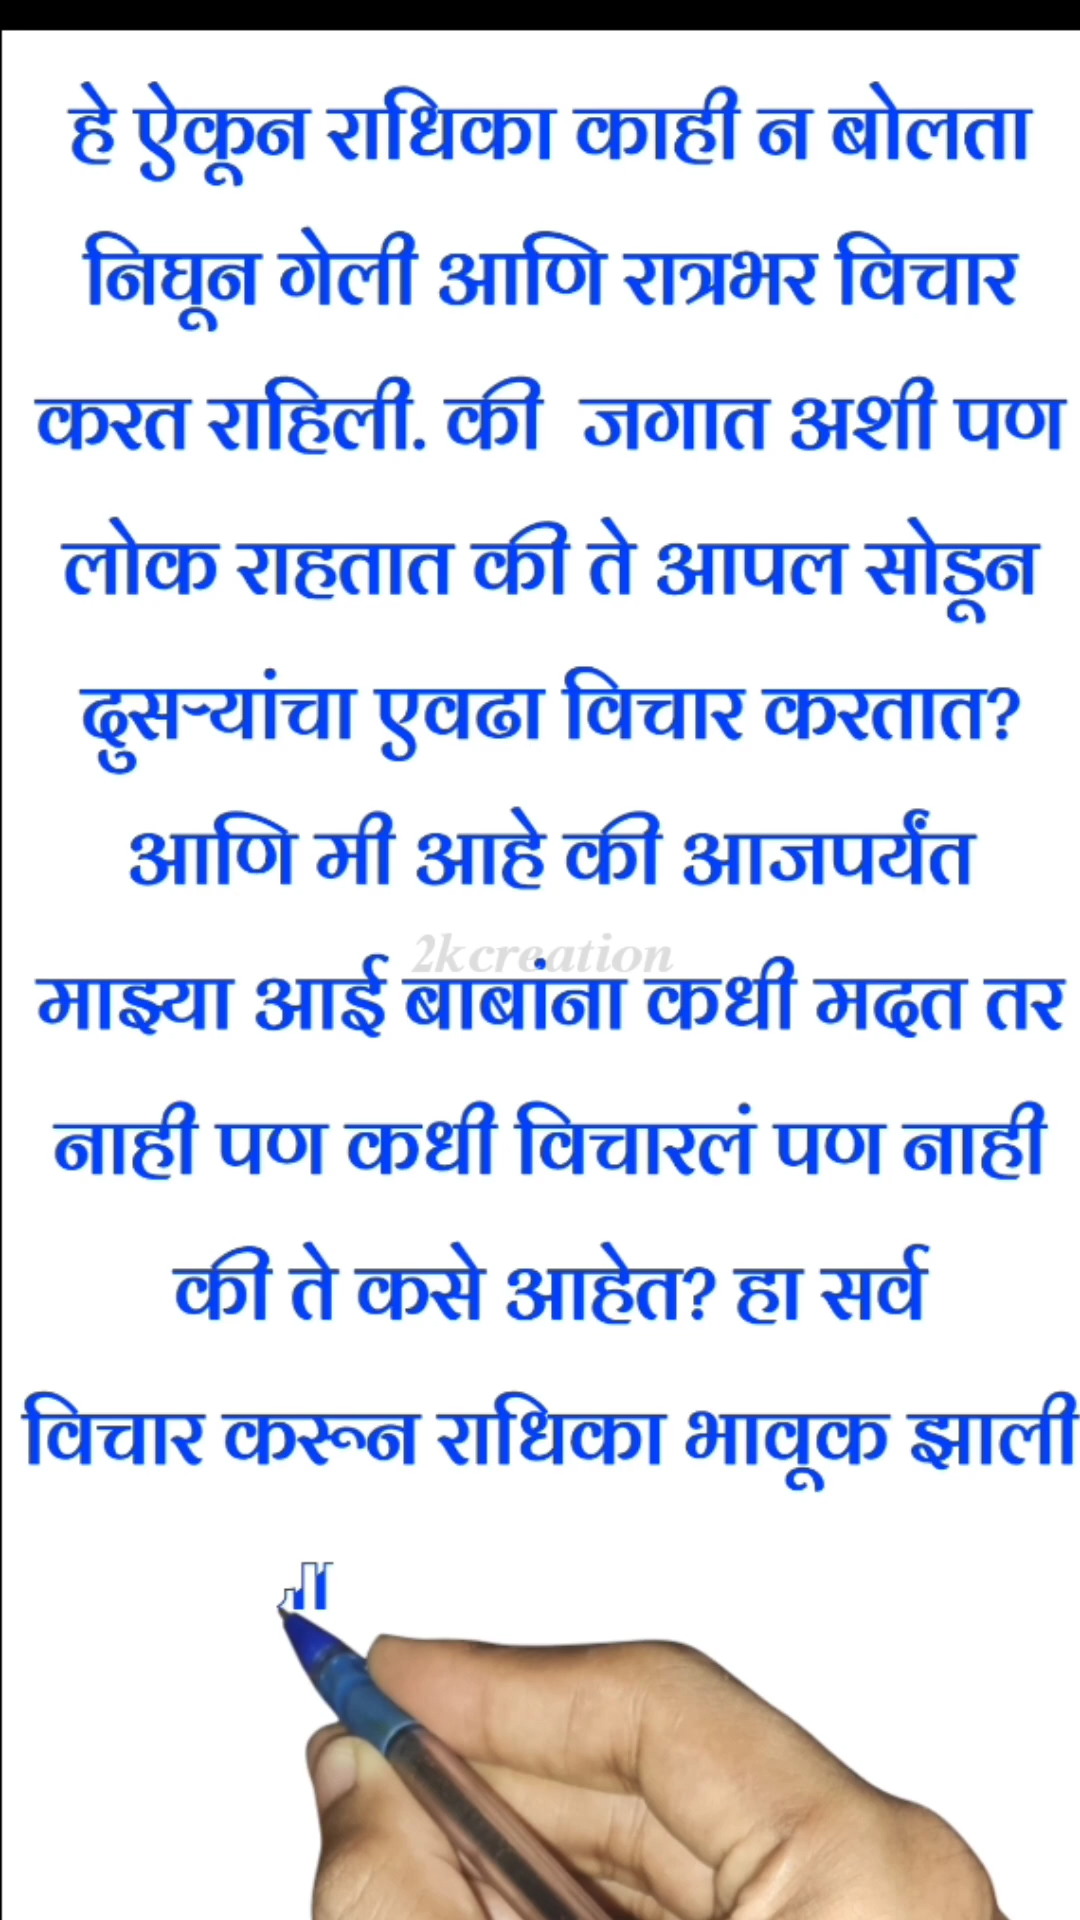 हे ऐकून राधिका काही न बोलता
निघून गेली आणि रात्रभर विचार
करत राहिली. की जगात अशी पण
लोक राहतात की ते आपल सोडून
दुसऱ्यांचा एवढा विचार करतात?
आणि मी आहे की आजपर्यंत
2kcreation
माझ्या आई बाबांना कधी मदत तर
नाही पण कधी विचारलं पण नाही
की ते कसे आहेत? हा सर्व
विचार करून राधिका भावूक झाली